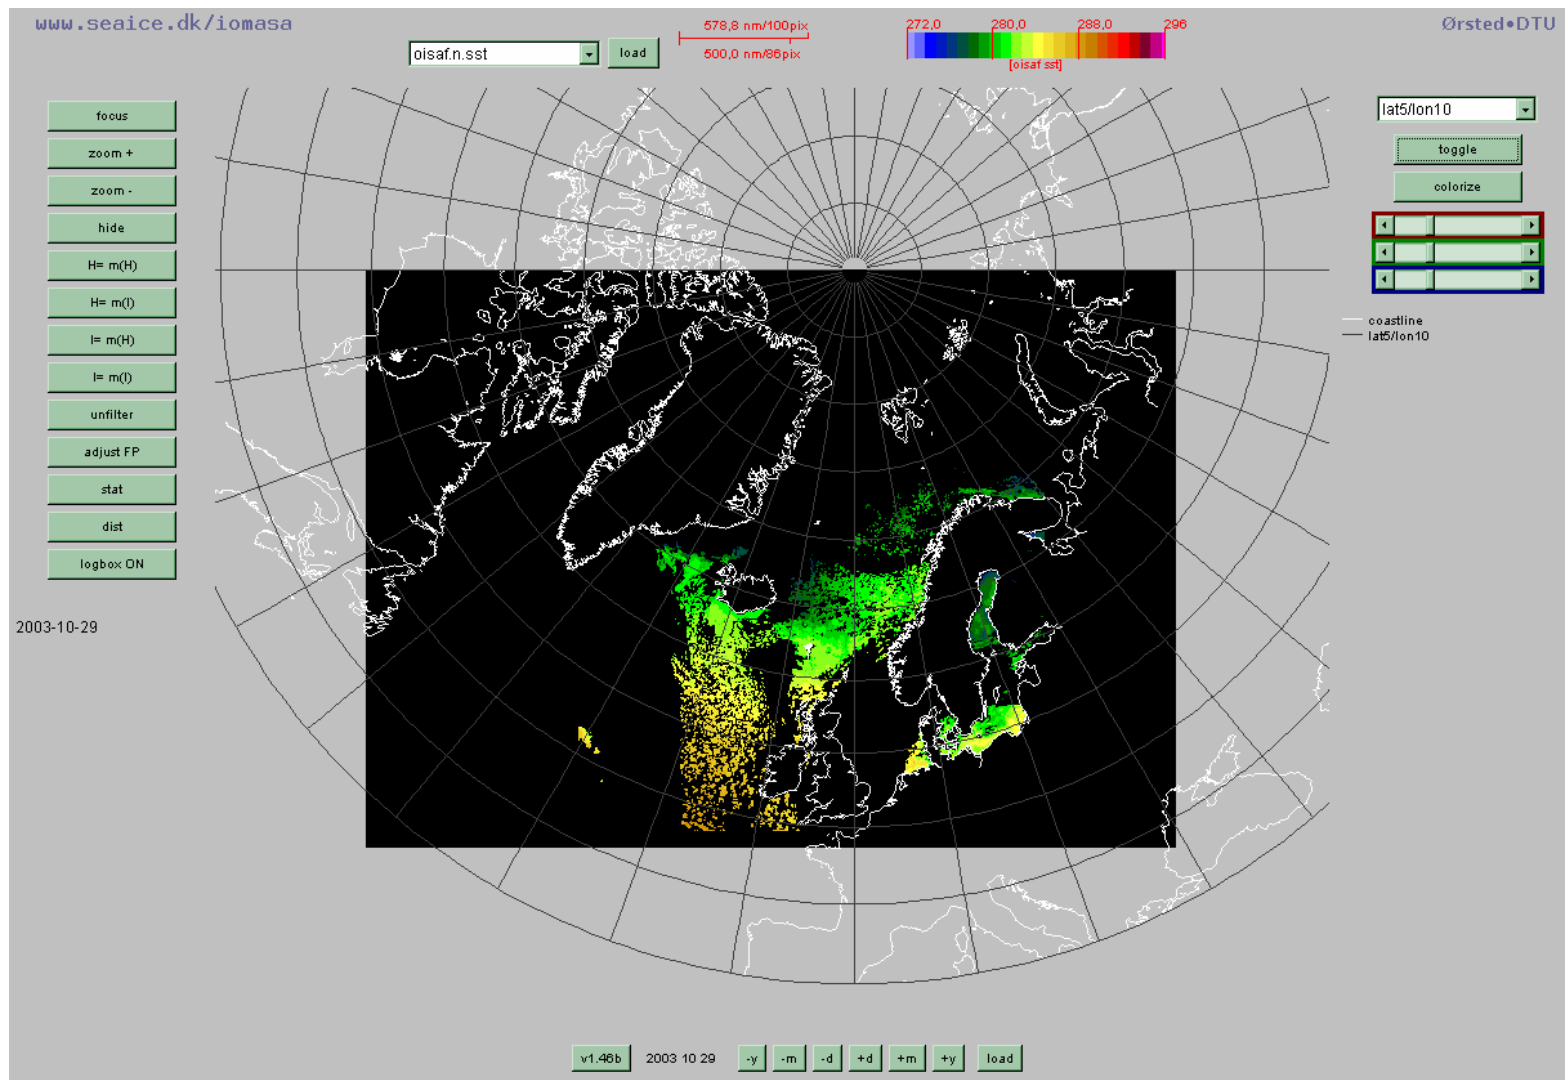 www.seaice.dk/iomasa
oisaf.n.sst
load
578,8 nm/100pix
500,0 nm/86pix
272,0 280,0 288,0 296
[oisaf sst]
Ørsted•DTU
focus
zoom +
zoom -
hide
H= m(H)
H= m(I)
I= m(H)
I= m(I)
unfilter
adjust FP
stat
dist
logbox ON
2003-10-29
lat5/lon10
toggle
colorize
coastline
lat5/lon10
v1.46b 2003 10 29 -y -m -d +d +m +y load